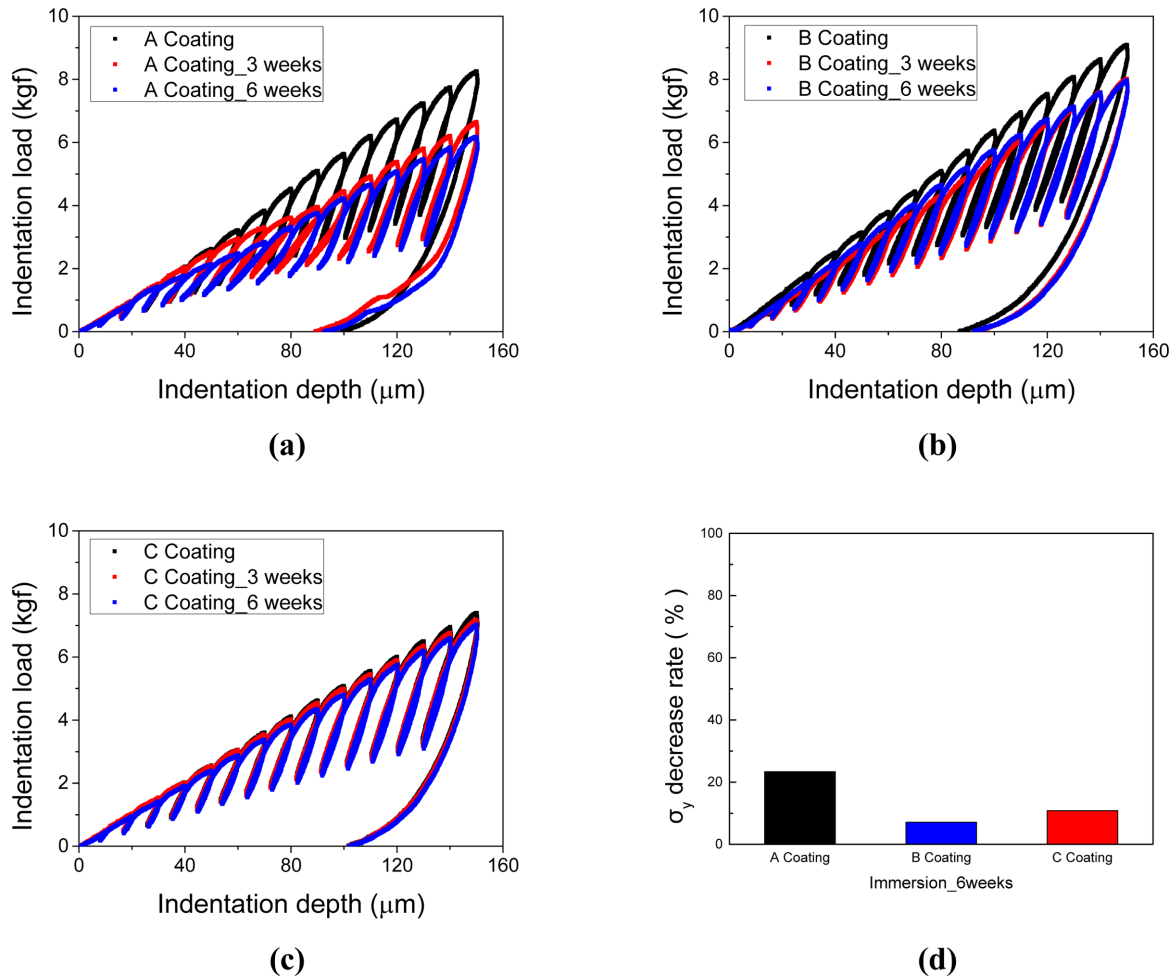 A Coating
A Coating_3 weeks
A Coating_6 weeks
10
8
6
4
2
0
Indentation load (kgf)
0 40 80 120 160
Indentation depth (μm)
(a)
B Coating
B Coating_3 weeks
B Coating_6 weeks
10
8
6
4
2
0
Indentation load (kgf)
0 40 80 120 160
Indentation depth (μm)
(b)
C Coating
C Coating_3 weeks
C Coating_6 weeks
10
8
6
4
2
0
Indentation load (kgf)
0 40 80 120 160
Indentation depth (μm)
(c)
100
80
60
40
20
0
σy decrease rate ( % )
A Coating B Coating C Coating
Immersion_6weeks
(d)